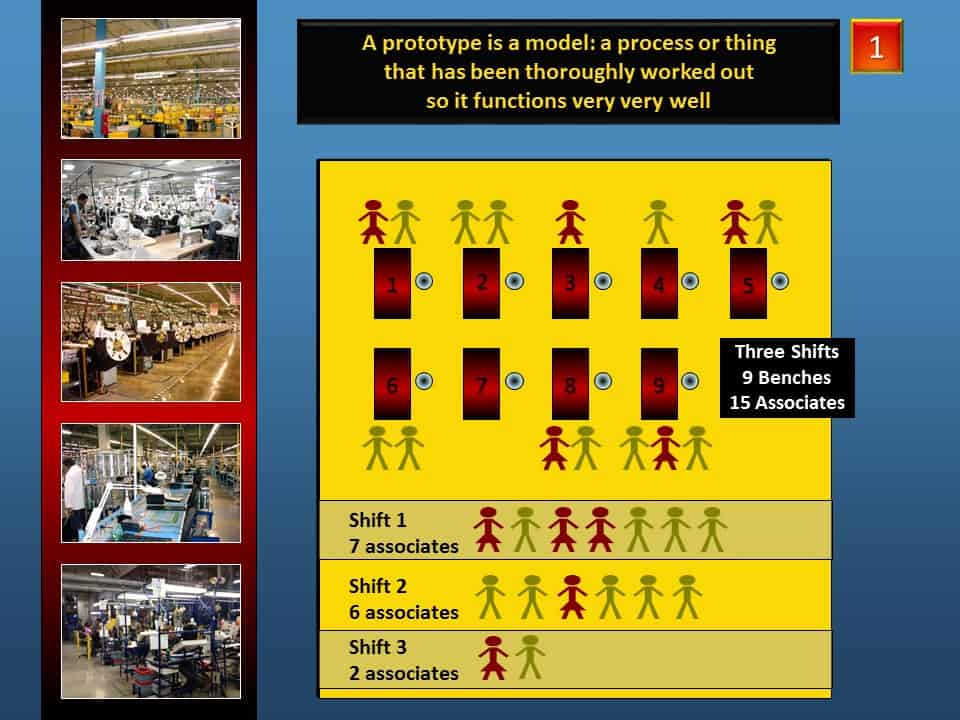 A prototype is a model: a process or thing
that has been thoroughly worked out
so it functions very very well
1
1
2
3
4
5
6
7
8
9
Three Shifts
9 Benches
15 Associates
Shift 1
7 associates
Shift 2
6 associates
Shift 3
2 associates